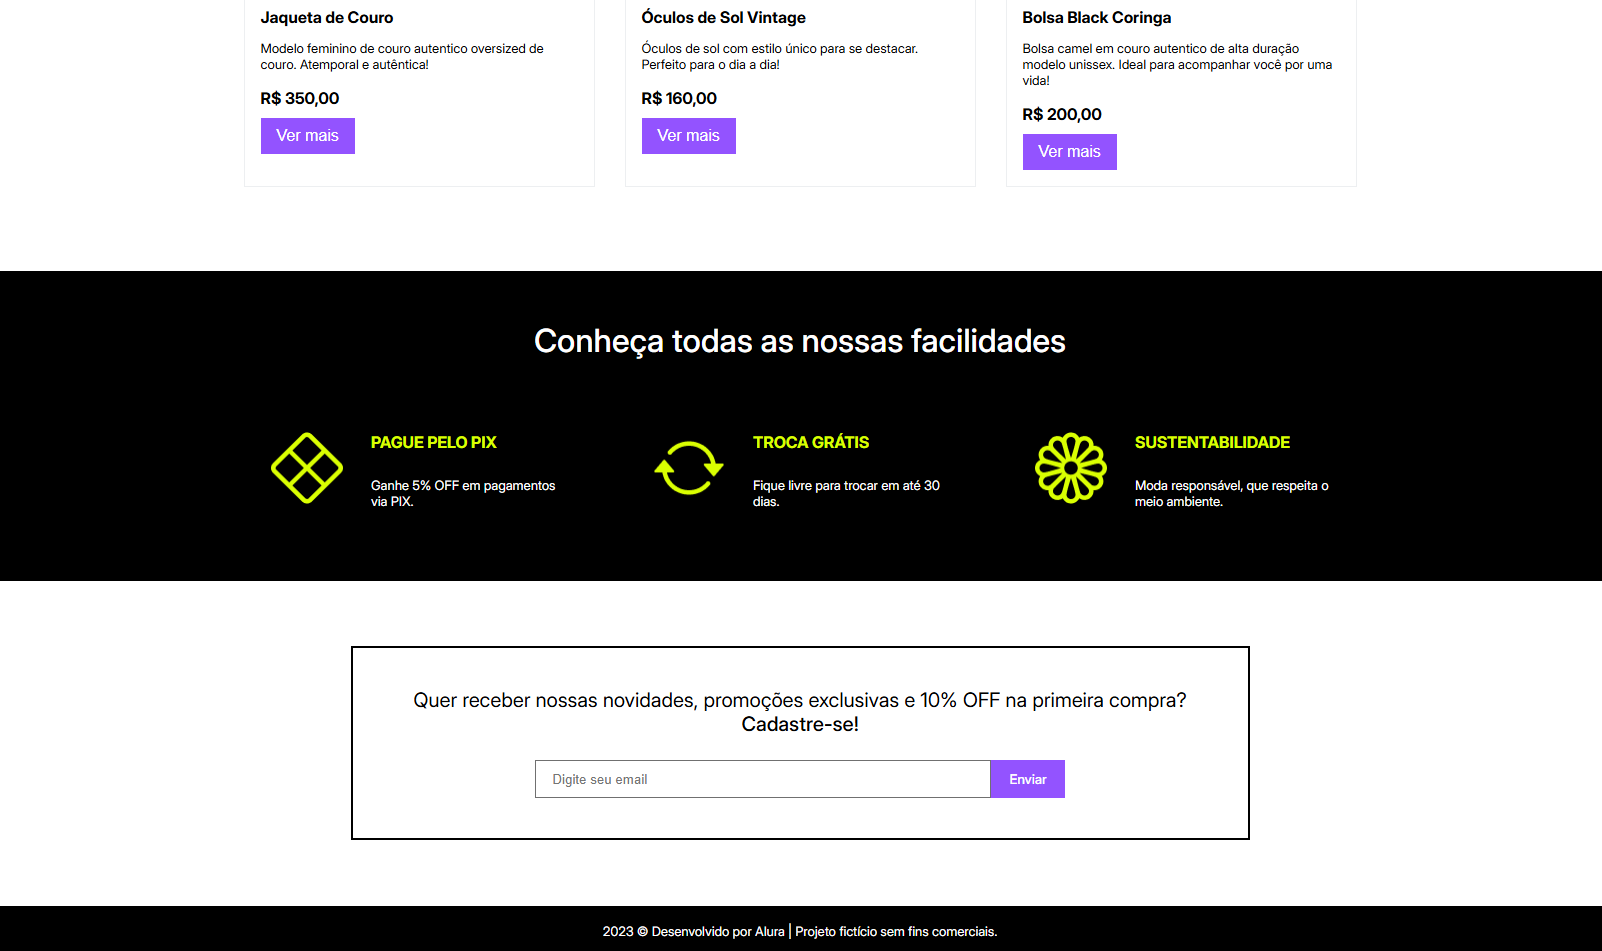 Jaqueta de Couro
Modelo feminino de couro autentico oversized de
couro. Atemporal e autêntica!
R$ 350,00
Ver mais
Óculos de Sol Vintage
Óculos de sol com estilo único para se destacar.
Perfeito para o dia a dia!
R$ 160,00
Ver mais
Bolsa Black Coringa
Bolsa camel em couro autentico de alta duração
modelo unissex. Ideal para acompanhar você por uma
vida!
R$ 200,00
Ver mais
Conheça todas as nossas facilidades
PAGUE PELO PIX
Ganhe 5% OFF em pagamentos
via PIX.
TROCA GRÁTIS
Fique livre para trocar em até 30
dias.
SUSTENTABILIDADE
Moda responsável, que respeita o
meio ambiente.
Quer receber nossas novidades, promoções exclusivas e 10% OFF na primeira compra?
Cadastre-se!
Digite seu email
Enviar
2023 © Desenvolvido por Alura | Projeto fictício sem fins comerciais.